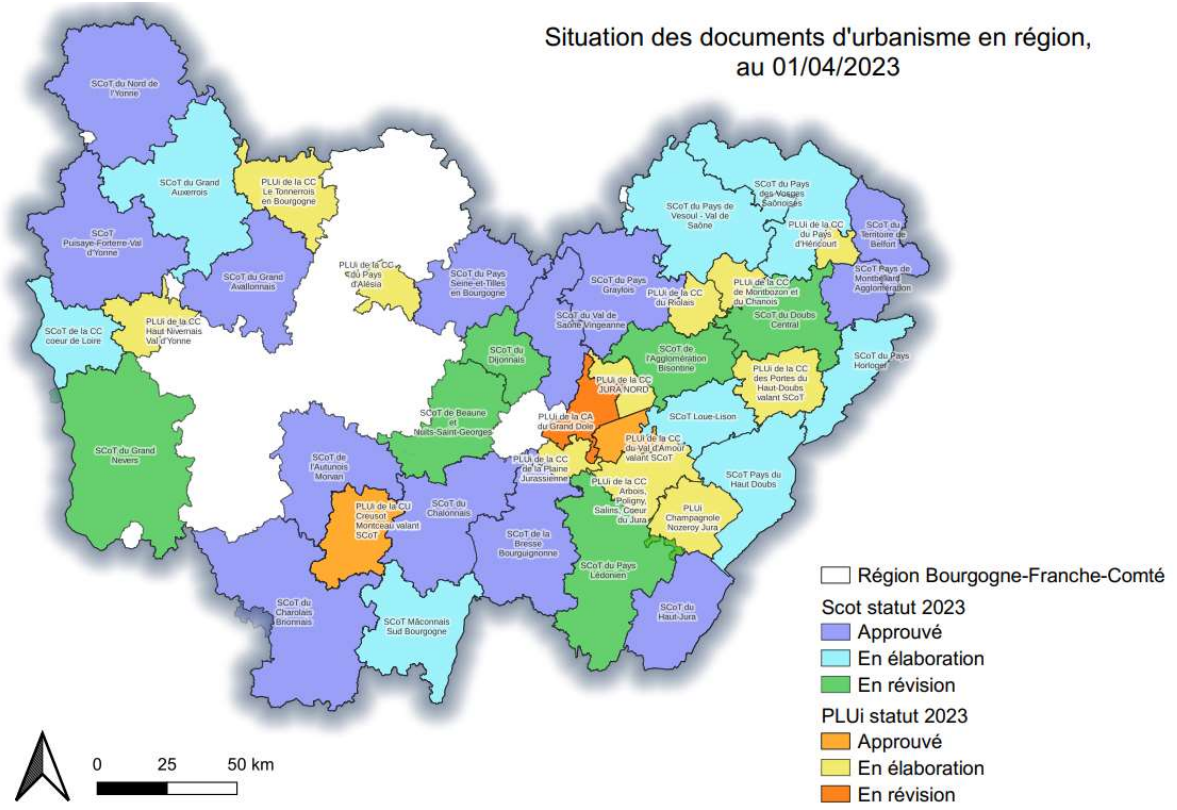 Situation des documents d'urbanisme en région,
au 01/04/2023
SCoT du Nord de
l'Yonne
SCoT du Grand
Auxerrois
PLUi de la CC
Le Tonnerrois
en Bourgogne
SCoT
Puisaye-Forterre-Val
d'Yonne
SCoT du Grand
Avallonnais
PLUi de la CC
du Pays
d'Alésia
SCoT du Pays
Seine-et-Tilles
en Bourgogne
SCoT de la CC
coeur de Loire
PLUi de la CC
Haut Nivernais
Val d'Yonne
SCoT du Grand
Nevers
SCoT du Pays
des Vosges
Saônoises
SCoT du Pays de
Vesoul - Val de
Saône
PLUi de la CC
du Pays
d'Héricourt
SCoT du
Territoire de
Belfort
SCoT Pays de
Montbéliard
Agglomération
SCoT du Pays
Graylois
PLUi de la CC
du Riolais
PLUi de la CC
de Montbozon et
du Chanois
SCoT du Val de
Saône Vingeanne
SCoT du Doubs
Central
SCoT du
Dijonnais
SCoT de
l'Agglomération
Bisontine
SCoT du Pays
Horloger
PLUi de la CC
des Portes du
Haut-Doubs
valant SCoT
PLUi de la CC
JURA NORD
SCoT de Beaune
et
Nuits-Saint-Georges
PLUi de la CA
du Grand Dole
SCoT Loue-Lison
PLUi de la CC
du Val d'Amour
valant SCoT
SCoT de
l'Autunois
Morvan
PLUi de la CC
de la Plaine
Jurassienne
SCoT Pays du
Haut Doubs
PLUi de la CC
Arbois,
Poligny,
Salins, Coeur
du Jura
PLUi
Champagnole
Nozeroy Jura
PLUi de la CU
Creusot
Montceau valant
SCoT
SCoT du
Chalonnais
SCoT de la
Bresse
Bourguignonne
SCoT du Pays
Lédonien
SCoT du
Charolais
Brionnais
SCoT Mâconnais
Sud Bourgogne
SCoT du
Haut-Jura
Région Bourgogne-Franche-Comté
Scot statut 2023
Approuvé
En élaboration
En révision
PLUi statut 2023
Approuvé
En élaboration
En révision
0 25 50 km